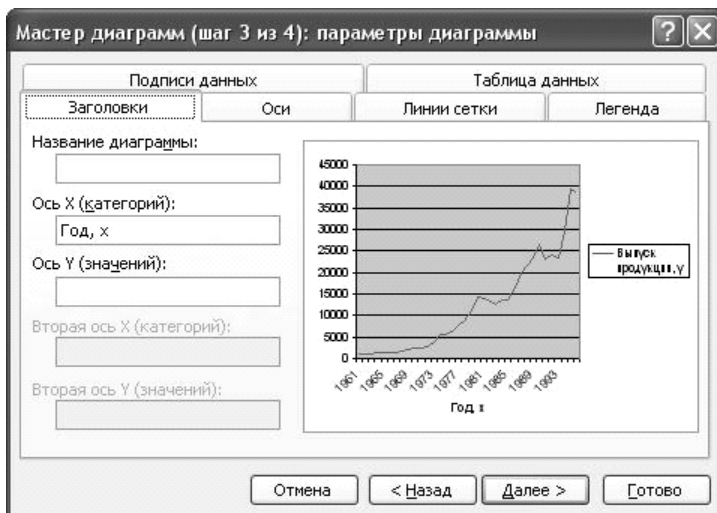 Мастер диаграмм (шаг 3 из 4): параметры диаграммы
Подписи данных
Таблица данных
Заголовки
Оси
Линии сетки
Легенда
Название диаграммы:
Ось X (категорий):
Год, x
Ось Y (значений):
Вторая ось X (категорий):
Вторая ось Y (значений):
45000
40000
35000
30000
25000
20000
15000
10000
5000
0
1961
1965
1969
1973
1977
1981
1985
1989
1993
Год, x
Выпуск
продукции, y
Отмена
< Назад
Далее >
Готово